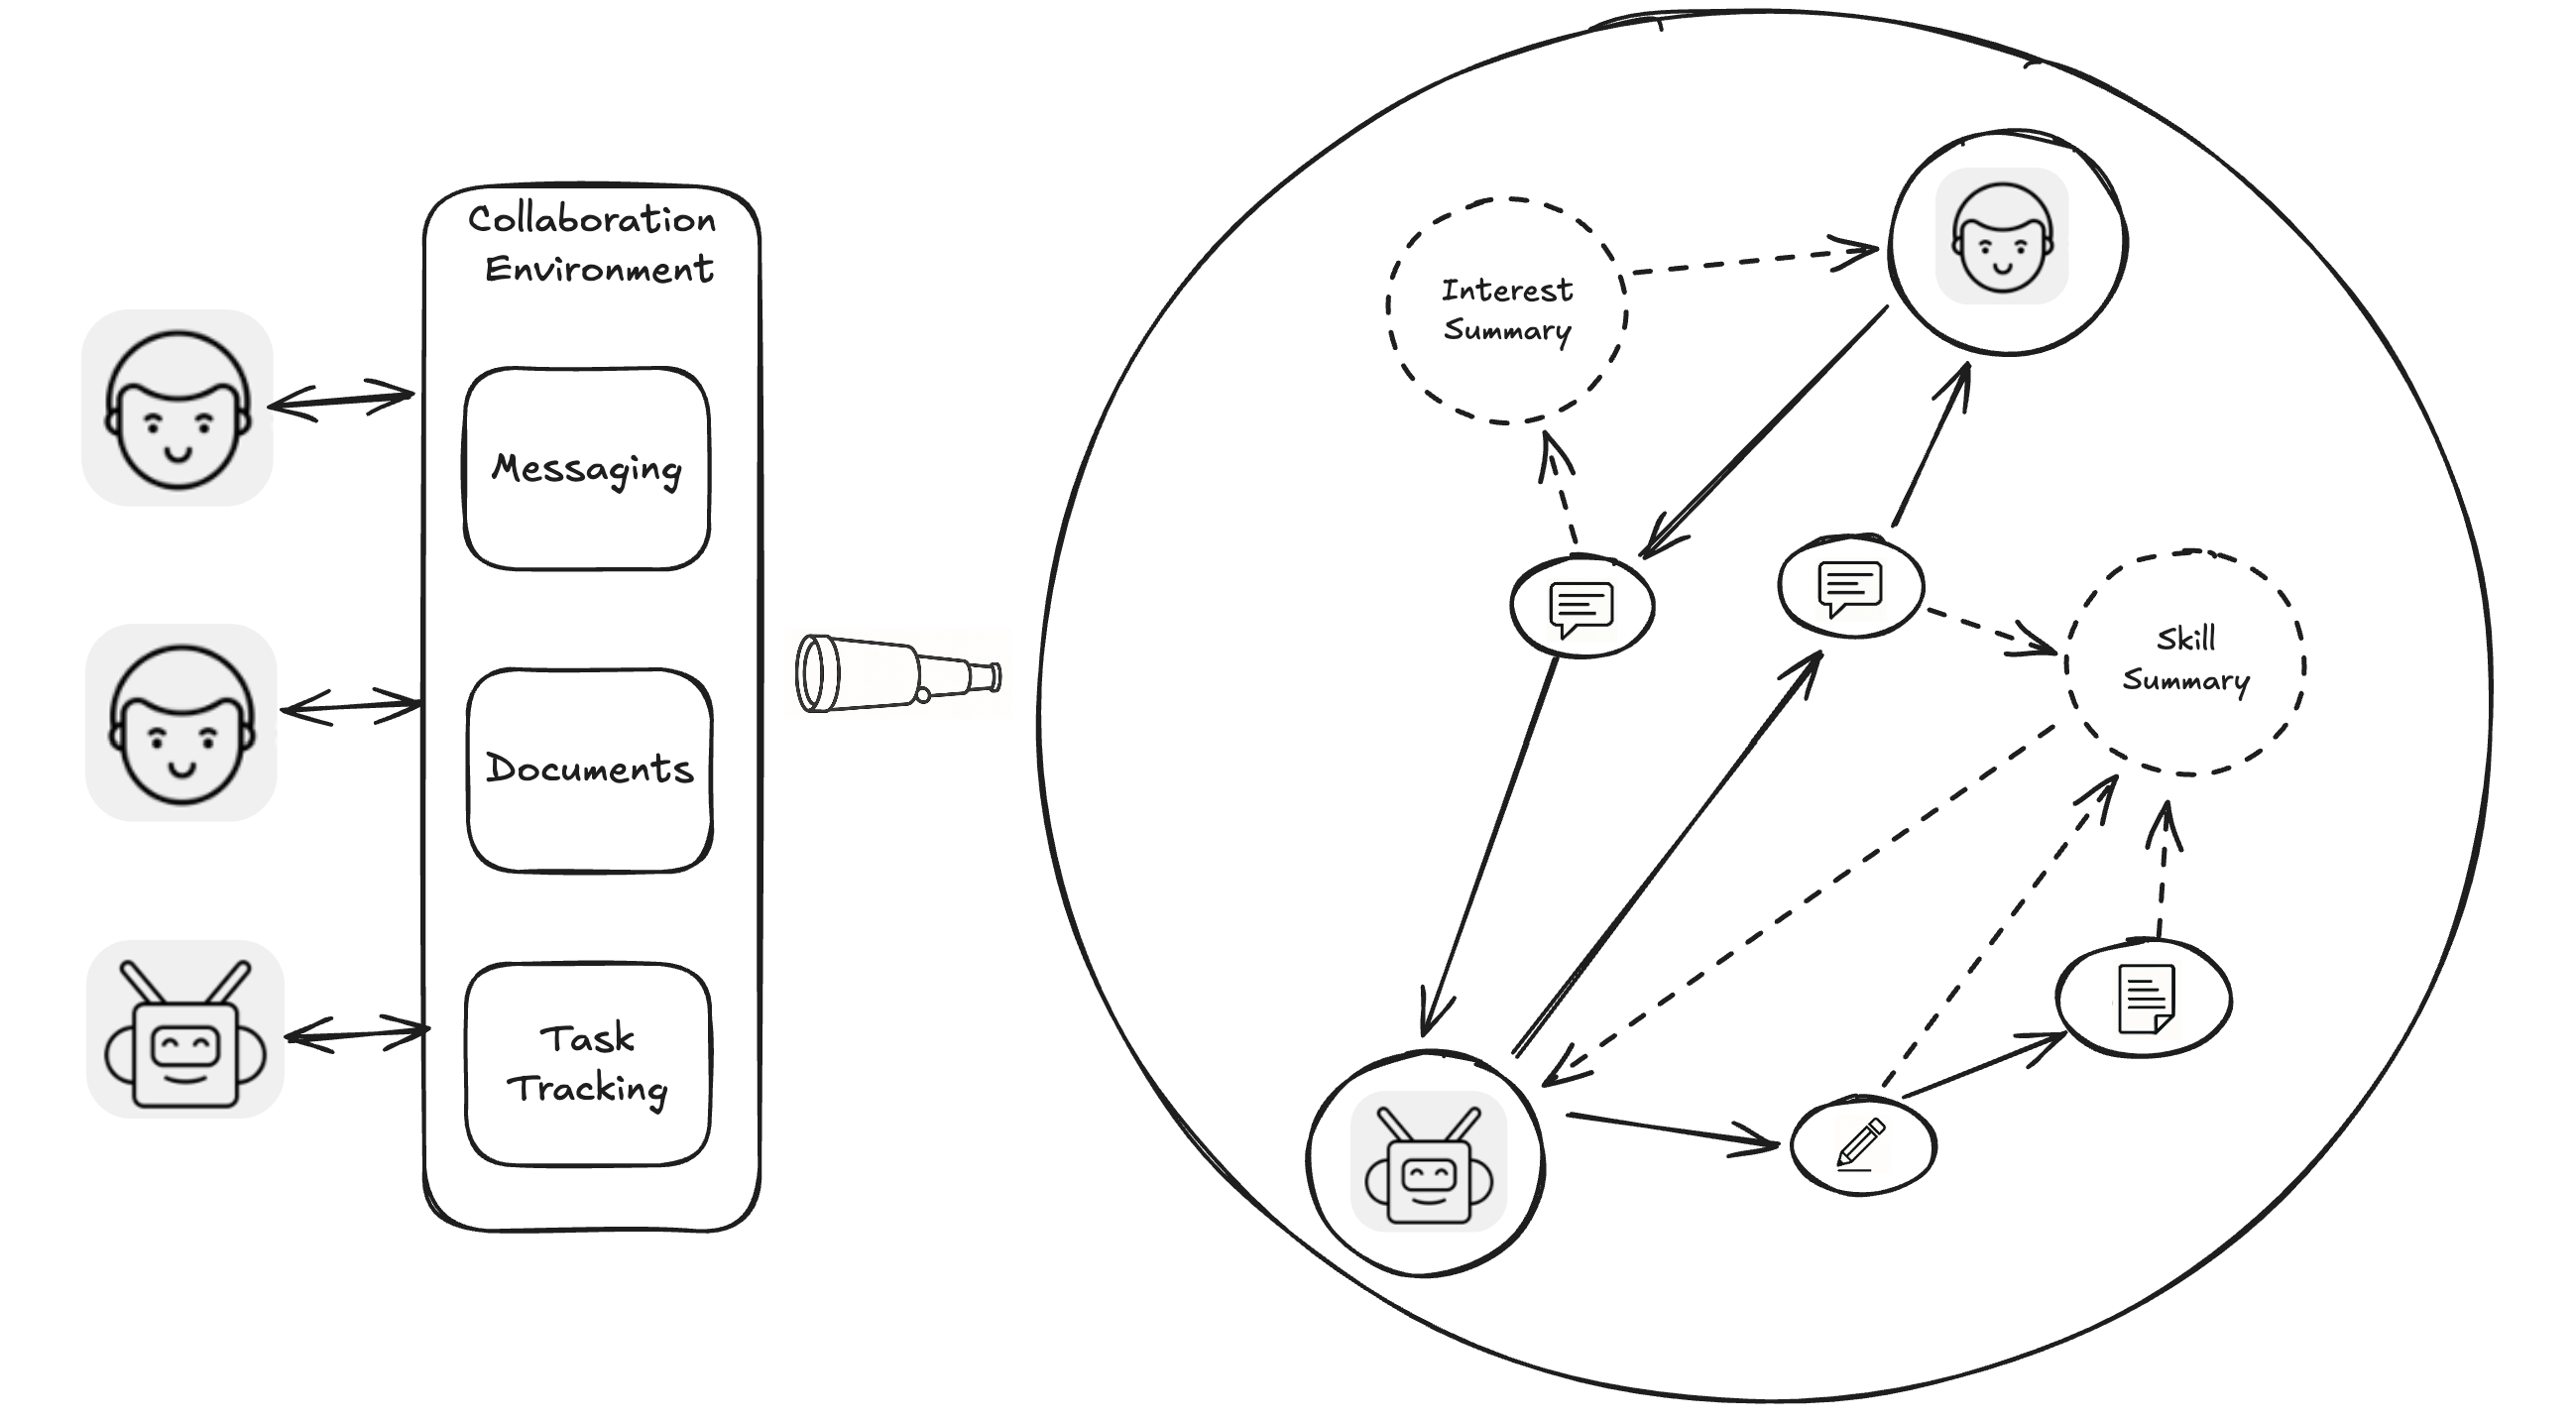 Collaboration
Environment
Messaging
Documents
Task
Tracking
Interest
Summary
Skill
Summary